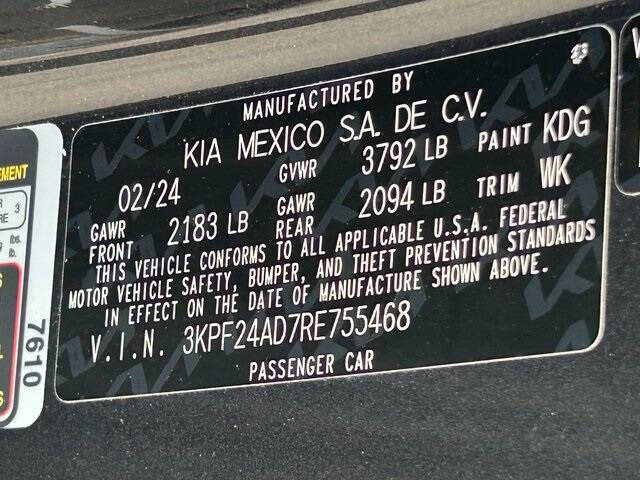 MANUFACTURED BY
KIA MEXICO S.A. DE C.V.
02/24 GVWR 3792 LB PAINT KDG
GAWR FRONT 2183 LB GAWR REAR 2094 LB TRIM WK
THIS VEHICLE CONFORMS TO ALL APPLICABLE U.S.A. FEDERAL
MOTOR VEHICLE SAFETY, BUMPER, AND THEFT PREVENTION STANDARDS
IN EFFECT ON THE DATE OF MANUFACTURE SHOWN ABOVE.
V.I.N. 3KPF24AD7RE755468
PASSENGER CAR
7610
3
lbs.